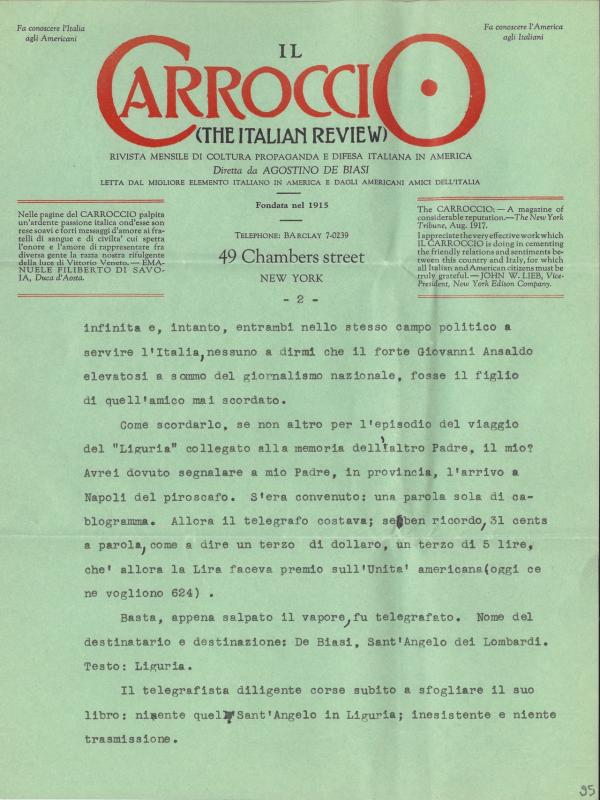 Fa conoscere l'Italia
agli Americani
Fa conoscere l'America
agli Italiani
IL
CARROCCIO
(THE ITALIAN REVIEW)
RIVISTA MENSILE DI COLTURA PROPAGANDA E DIFESA ITALIANA IN AMERICA
Diretta da AGOSTINO DE BIASI
LETTA DAL MIGLIORE ELEMENTO ITALIANO IN AMERICA E DAGLI AMERICANI AMICI DELL'ITALIA
Nelle pagine del CARROCCIO palpita
un'ardente passione italica ond'esse son
rese soavi e forti messaggi d'amore ai fra-
telli di sangue e di civilta' cui spetta
l'onore e l'amore di rappresentare fra
diversa gente la razza nostra rifulgente
della luce di Vittorio Veneto. — EMA-
NUELE FILIBERTO DI SAVO-
IA, Duca d'Aosta.
Fondata nel 1915
TELEPHONE: BARCLAY 7-0239
49 Chambers street
NEW YORK
The CARROCCIO: — A magazine of
considerable reputation.—The New York
Tribune, Aug. 1917.
I appreciate the very effective work which
IL CARROCCIO is doing in cementing
the friendly relations and sentiments be-
tween this country and Italy, for which
all Italian and American citizens must be
truly grateful. — JOHN W. LIEB, Vice-
President, New York Edison Company.
- 2 -
infinita e, intanto, entrambi nello stesso campo politico a
servire l'Italia, nessuno a dirmi che il forte Giovanni Ansaldo
elevatosi a sommo del giornalismo nazionale, fosse il figlio
di quell'amico mai scordato.
Come scordarlo, se non altro per l'episodio del viaggio
del "Liguria" collegato alla memoria dell'altro Padre, il mio?
Avrei dovuto segnalare a mio Padre, in provincia, l'arrivo a
Napoli del piroscafo. S'era convenuto: una parola sola di ca-
blogramma. Allora il telegrafo costava; se ben ricordo, 31 cents
a parola, come a dire un terzo di dollaro, un terzo di 5 lire,
che' allora la Lira faceva premio sull'Unita' americana(oggi ce
ne vogliono 624) .
Basta, appena salpato il vapore, fu telegrafato. Nome del
destinatario e destinazione: De Biasi, Sant'Angelo dei Lombardi.
Testo: Liguria.
Il telegrafista diligente corse subito a sfogliare il suo
libro: niente quel Sant'Angelo in Liguria; inesistente e niente
trasmissione.
95